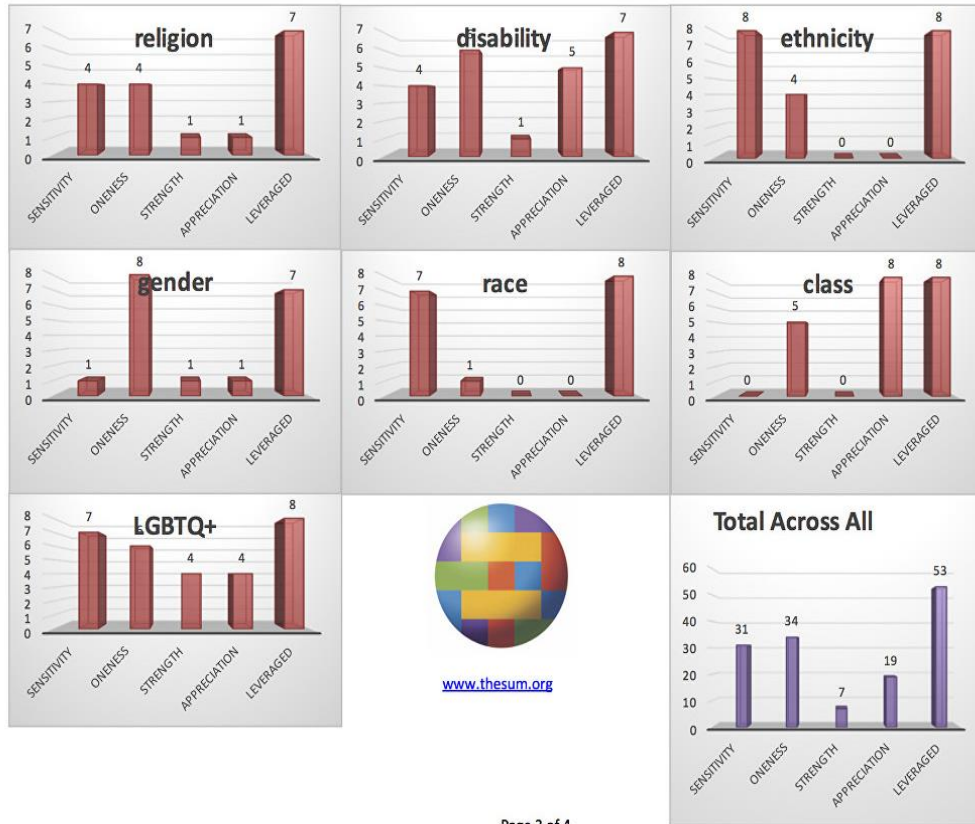 religion
7
6
5
4
3
2
1
0
4
4
1
1
7
SENSITIVITY
ONENESS
STRENGTH
APPRECIATION
LEVERAGED
disability
7
6
5
4
3
2
1
0
4
1
5
7
SENSITIVITY
ONENESS
STRENGTH
APPRECIATION
LEVERAGED
ethnicity
8
7
6
5
4
3
2
1
0
8
4
0
0
8
SENSITIVITY
ONENESS
STRENGTH
APPRECIATION
LEVERAGED
gender
8
7
6
5
4
3
2
1
0
1
8
1
1
7
SENSITIVITY
ONENESS
STRENGTH
APPRECIATION
LEVERAGED
race
8
7
6
5
4
3
2
1
0
7
1
0
0
8
SENSITIVITY
ONENESS
STRENGTH
APPRECIATION
LEVERAGED
class
8
7
6
5
4
3
2
1
0
0
5
0
8
8
SENSITIVITY
ONENESS
STRENGTH
APPRECIATION
LEVERAGED
LGBTQ+
8
7
6
5
4
3
2
1
0
7
4
4
8
SENSITIVITY
ONENESS
STRENGTH
APPRECIATION
LEVERAGED
www.thesum.org
Total Across All
60
50
40
30
20
10
0
31
34
7
19
53
SENSITIVITY
ONENESS
STRENGTH
APPRECIATION
LEVERAGED